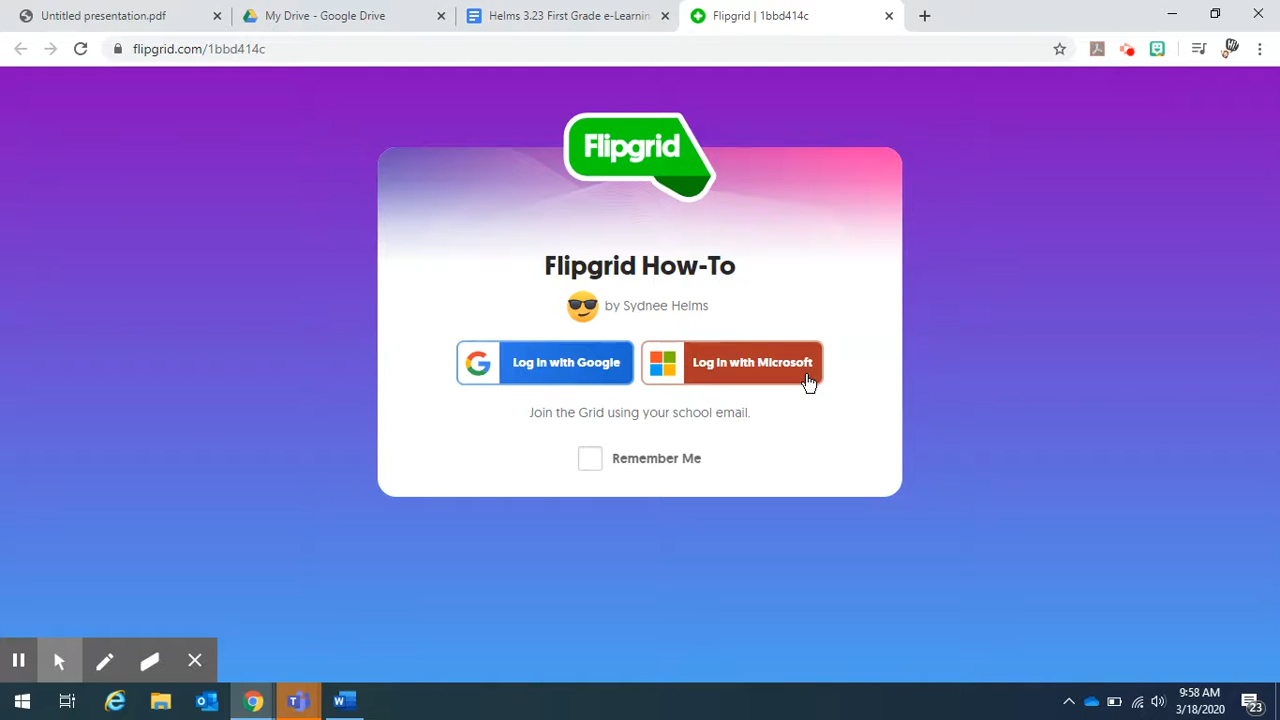 Untitled presentation.pdf
My Drive - Google Drive
Helms 3.23 First Grade e-Learnin
Flipgrid | 1bbd414c
flipgrid.com/1bbd414c
Flipgrid
Flipgrid How-To
by Sydnee Helms
Log in with Google
Log in with Microsoft
Join the Grid using your school email.
Remember Me
9:58 AM
3/18/2020
23